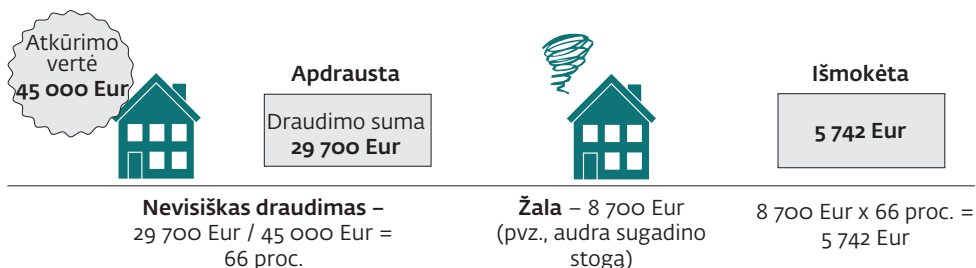 Atkūrimo
vertė
45 000 Eur
Apdrausta
Draudimo suma
29 700 Eur
Išmokėta
5 742 Eur
Nevisiškas draudimas –
29 700 Eur / 45 000 Eur =
66 proc.
Žala – 8 700 Eur
(pvz., audra sugadino
stogą)
8 700 Eur x 66 proc. =
5 742 Eur